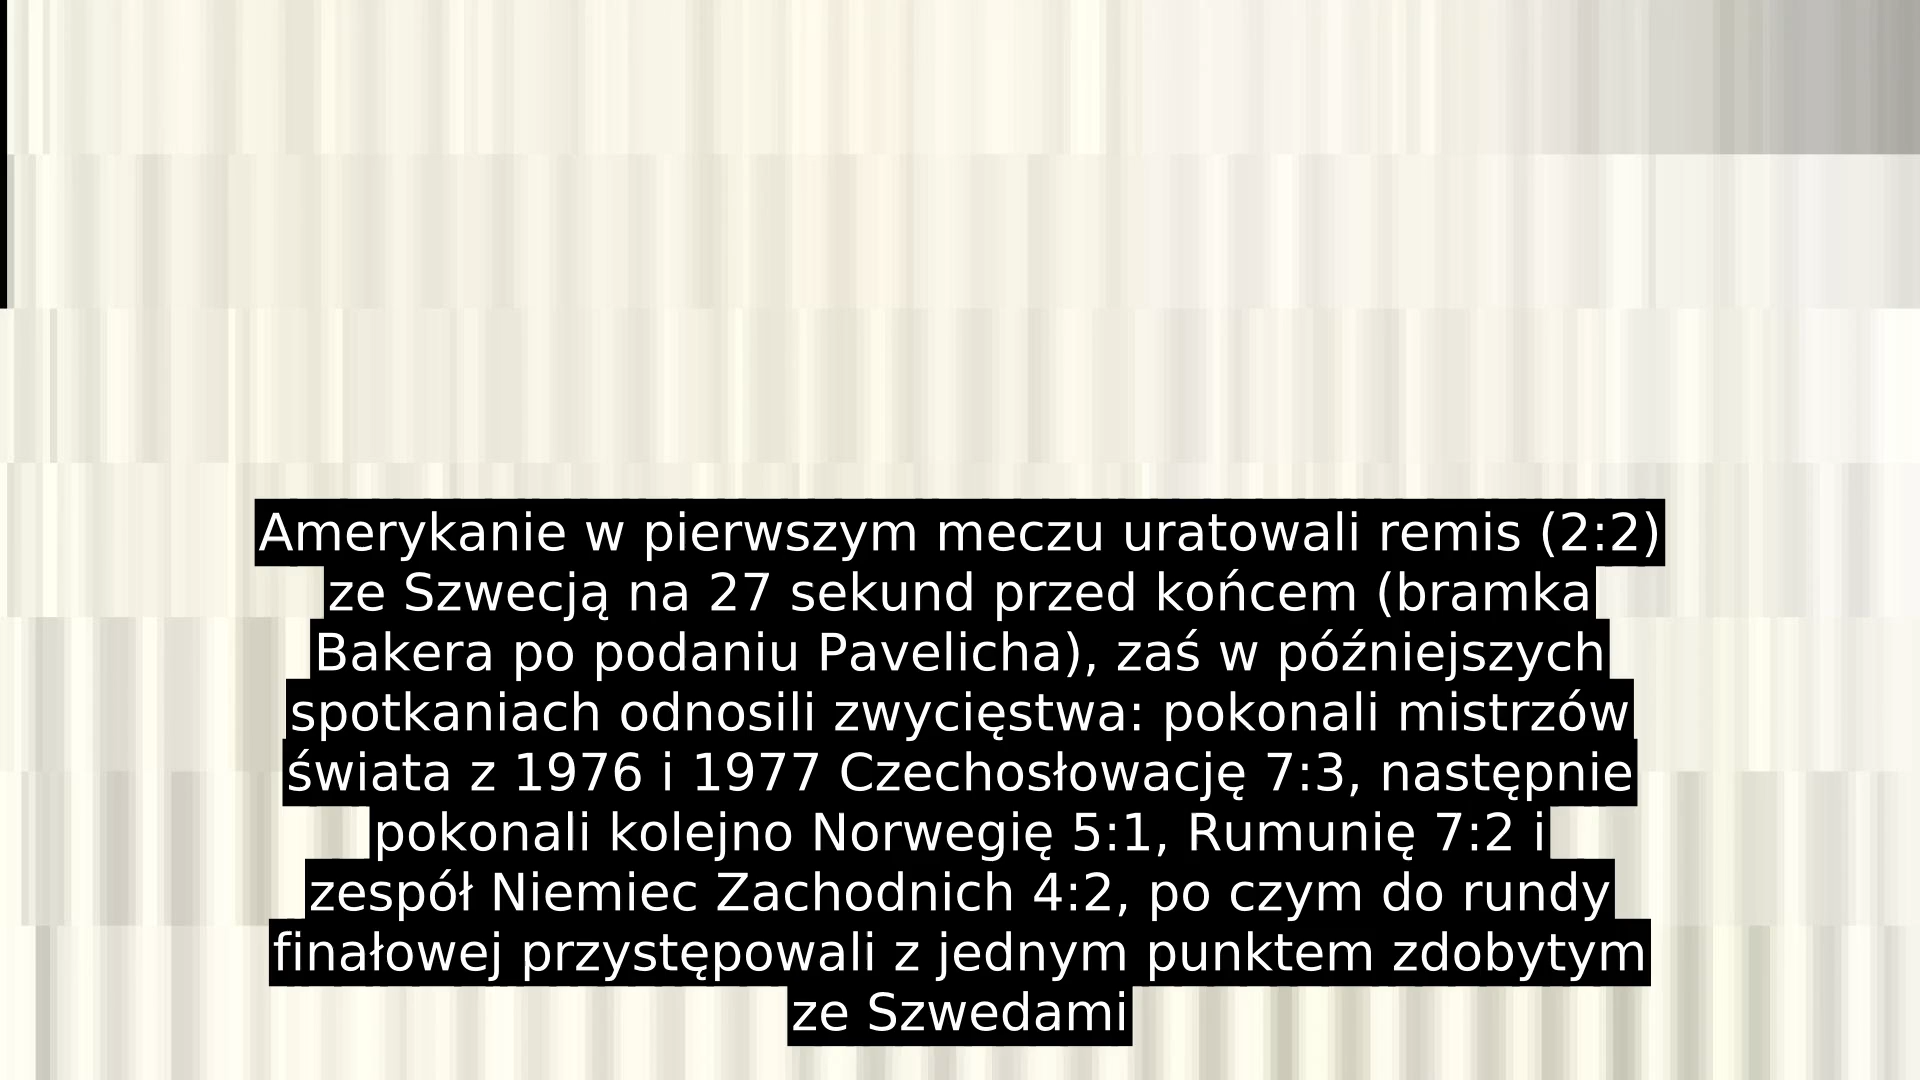 Amerykanie w pierwszym meczu uratowali remis (2:2)
ze Szwecją na 27 sekund przed końcem (bramka
Bakera po podaniu Pavelicha), zaś w późniejszych
spotkaniach odnosili zwycięstwa: pokonali mistrzów
świata z 1976 i 1977 Czechosłowację 7:3, następnie
pokonali kolejno Norwegię 5:1, Rumunię 7:2 i
zespół Niemiec Zachodnich 4:2, po czym do rundy
finałowej przystępowali z jednym punktem zdobytym
ze Szwedami